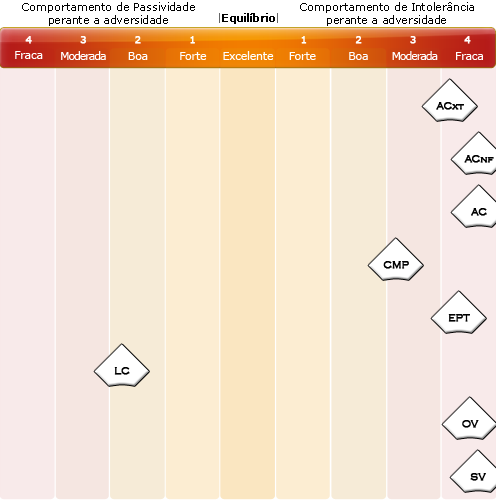 Comportamento de Passividade perante a adversidade
|Equilíbrio|
Comportamento de Intolerância perante a adversidade
4 3 2 1 1 2 3 4
Fraca Moderada Boa Forte Excelente Forte Boa Moderada Fraca
ACXT
ACNF
AC
CMP
EPT
LC
OV
SV